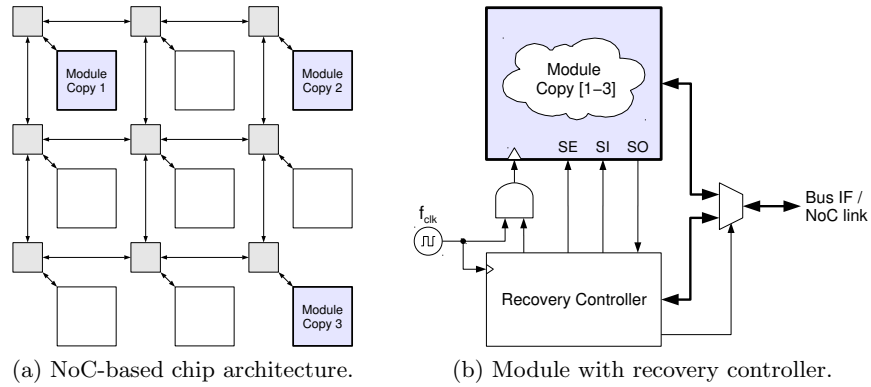 Module
Copy 1
Module
Copy 2
Module
Copy 3
(a) NoC-based chip architecture.
Module
Copy [1−3]
SE SI SO
fclk
Bus IF /
NoC link
Recovery Controller
(b) Module with recovery controller.